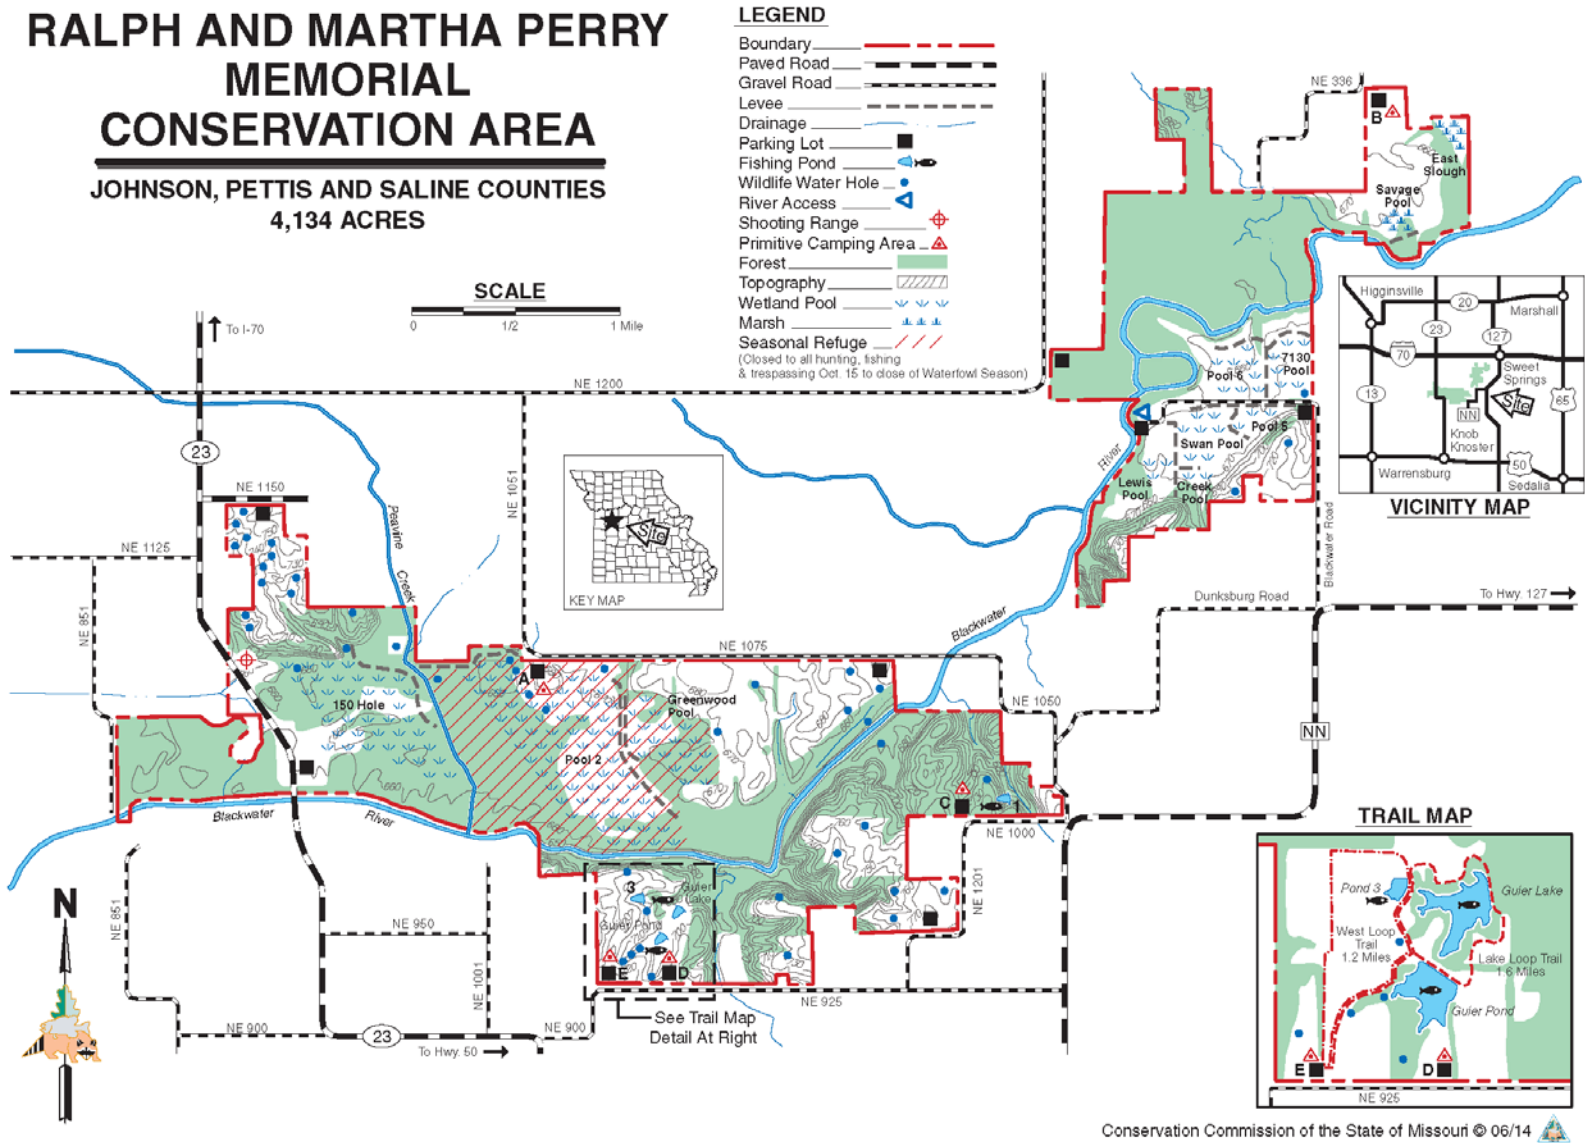 RALPH AND MARTHA PERRY
MEMORIAL
CONSERVATION AREA
JOHNSON, PETTIS AND SALINE COUNTIES
4,134 ACRES
LEGEND
Boundary
Paved Road
Gravel Road
Levee
Drainage
Parking Lot
Fishing Pond
Wildlife Water Hole
River Access
Shooting Range
Primitive Camping Area
Forest
Topography
Wetland Pool
Marsh
Seasonal Refuge
(Closed to all hunting, fishing
& trespassing Oct. 15 to close of Waterfowl Season)
SCALE
0 1/2 1 Mile
To I-70
NE 1200
23
NE 1150
NE 1125
NE 851
NE 1051
Peavine
Creek
KEY MAP
Site
NE 336
B
East
Slough
Savage
Pool
670
Pool 6
7130
Pool
Pool 5
Swan Pool
Lewis
Pool
Creek
Pool
River
Blackwater
Blackwater Road
Dunksburg Road
To Hwy. 127
Higginsville
20
Marshall
23
127
70
Sweet
Springs
13
NN
Site
65
Knob
Knoster
50
Warrensburg
Sedalia
VICINITY MAP
NE 1075
NE 1050
NN
A
150 Hole
Greenwood
Pool
Pool 2
C
1
NE 1000
NE 1201
Blackwater
River
3
Guler
Lake
Guler Pond
E
D
NE 851
NE 950
NE 1001
NE 900
23
To Hwy. 50
NE 900
NE 925
See Trail Map
Detail At Right
N
TRAIL MAP
Pond 3
Guler Lake
West Loop
Trail
1.2 Miles
Lake Loop Trail
1.6 Miles
Guler Pond
E
D
NE 925
Conservation Commission of the State of Missouri © 06/14